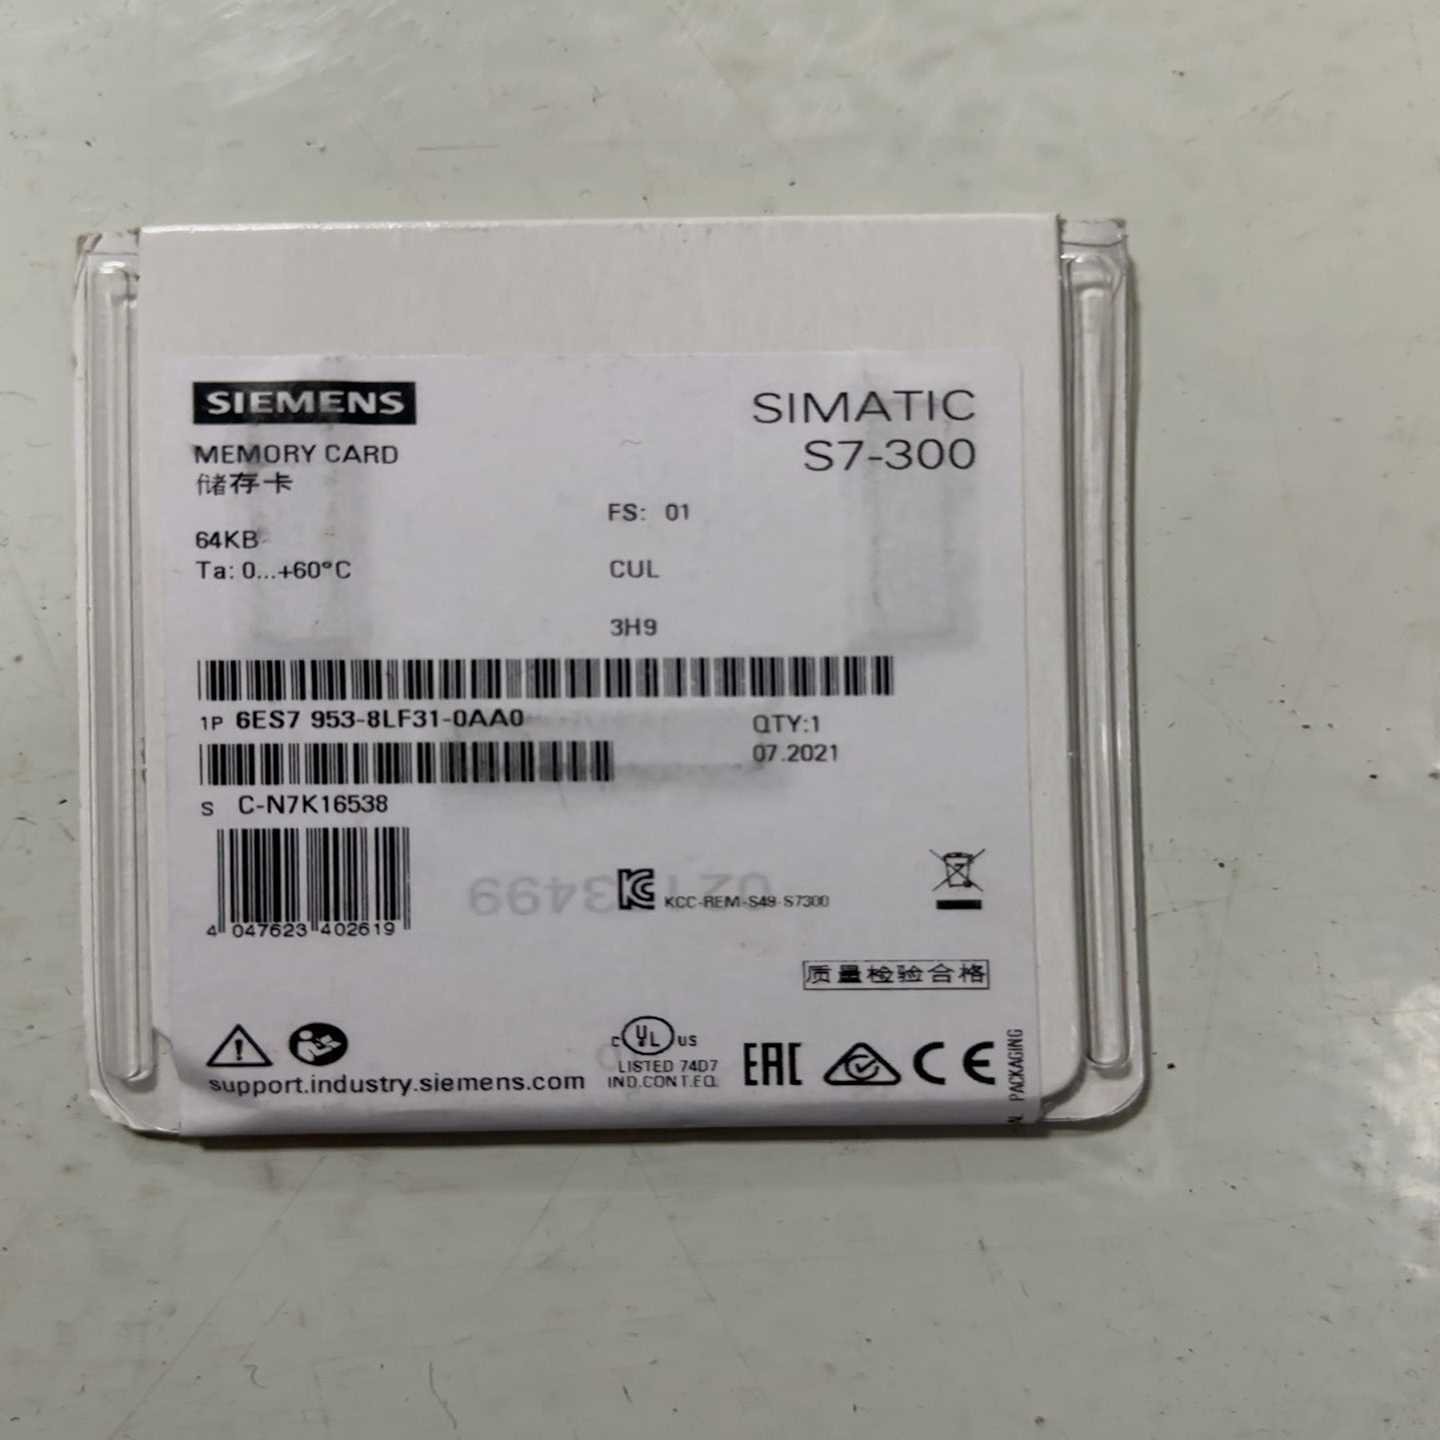 SIEMENS
SIMATIC
S7-300
MEMORY CARD
储存卡
FS: 01
64KB
Ta: 0...+60°C
CUL
3H9
1P 6ES7 953-8LF31-0AA0
QTY:1
07.2021
S C-N7K16538
4 047623 402619
KCC-REM-S49-S7300
质量检验合格
C UL US
LISTED 74D7
IND.CONT.EQ.
EAC
CE
support.industry.siemens.com
PACKAGING